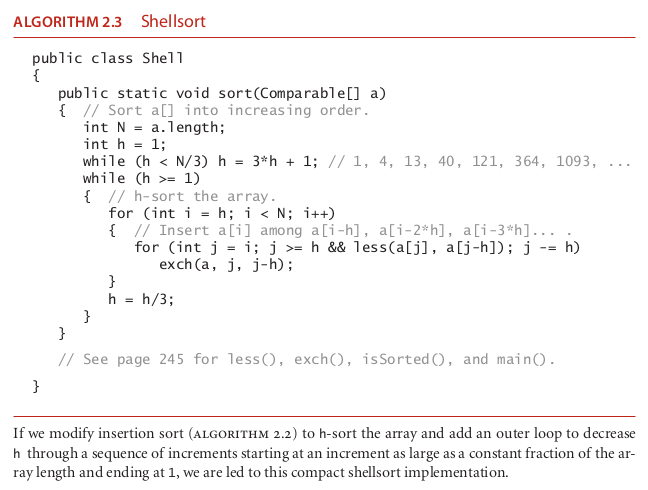 ALGORITHM 2.3 Shellsort
public class Shell
{
public static void sort(Comparable[] a)
{ // Sort a[] into increasing order.
int N = a.length;
int h = 1;
while (h < N/3) h = 3*h + 1; // 1, 4, 13, 40, 121, 364, 1093, ...
while (h >= 1)
{ // h-sort the array.
for (int i = h; i < N; i++)
{ // Insert a[i] among a[i-h], a[i-2*h], a[i-3*h]... .
for (int j = i; j >= h && less(a[j], a[j-h]); j -= h)
exch(a, j, j-h);
}
h = h/3;
}
}
// See page 245 for less(), exch(), isSorted(), and main().
}
If we modify insertion sort (ALGORITHM 2.2) to h-sort the array and add an outer loop to decrease
h through a sequence of increments starting at an increment as large as a constant fraction of the ar-
ray length and ending at 1, we are led to this compact shellsort implementation.